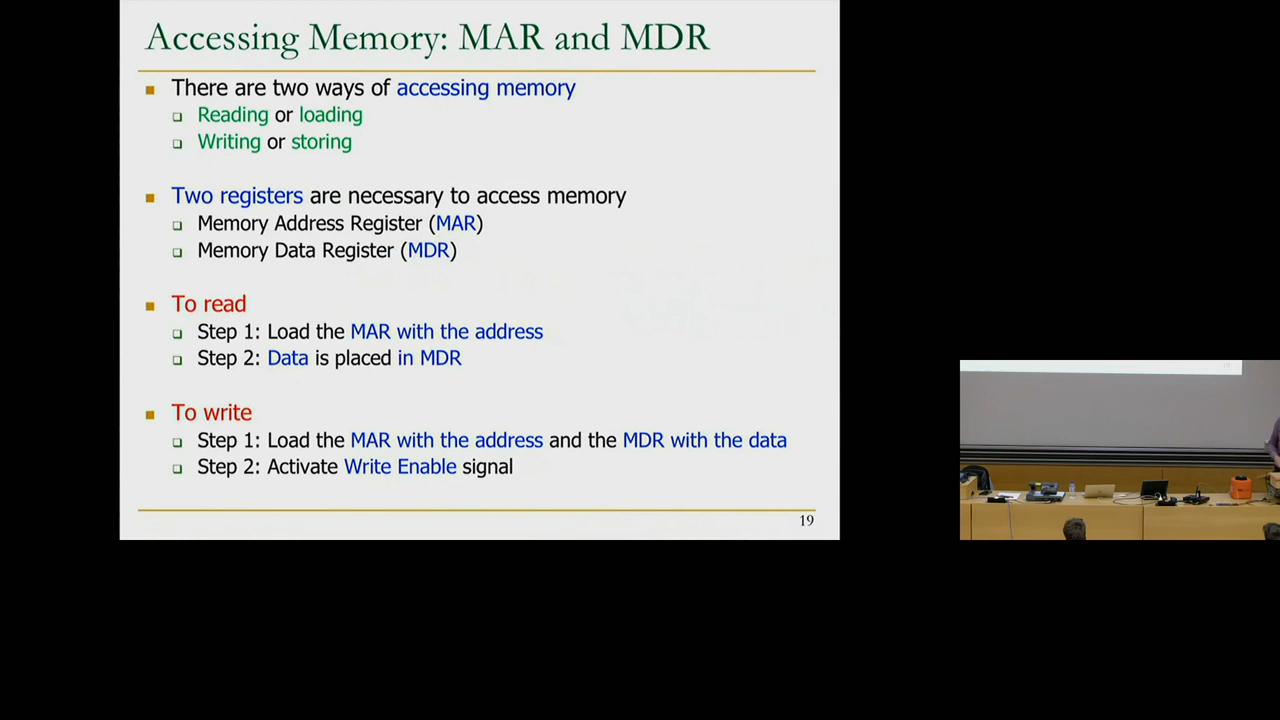 Accessing Memory: MAR and MDR
There are two ways of accessing memory
Reading or loading
Writing or storing
Two registers are necessary to access memory
Memory Address Register (MAR)
Memory Data Register (MDR)
To read
Step 1: Load the MAR with the address
Step 2: Data is placed in MDR
To write
Step 1: Load the MAR with the address and the MDR with the data
Step 2: Activate Write Enable signal
19